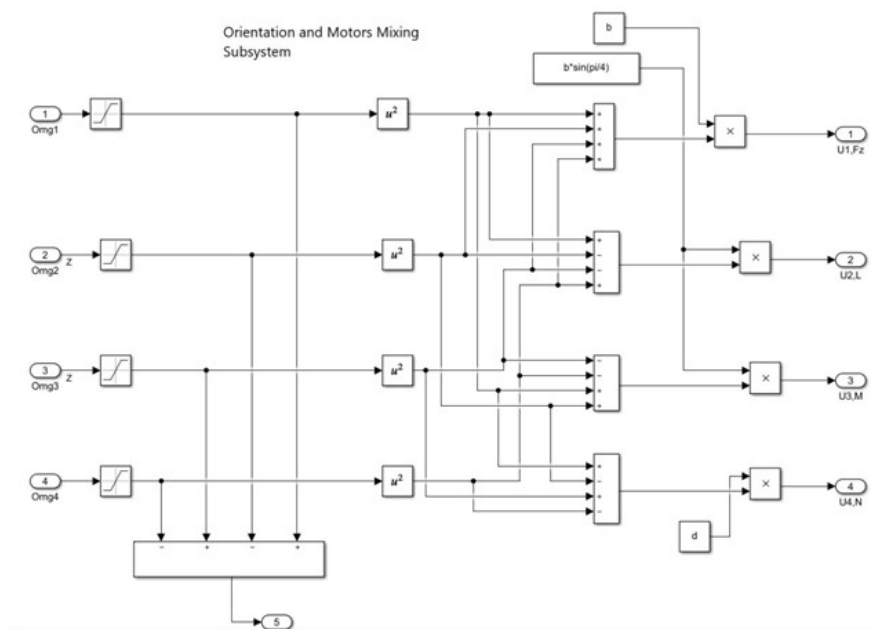 Orientation and Motors Mixing
Subsystem
b
b*sin(pi/4)
1
Omg1
u²
+
+
+
+
×
1
U1,Fz
2
Omg2
Z
u²
+
−
−
+
×
2
U2,L
3
Omg3
Z
u²
−
−
+
+
×
3
U3,M
4
Omg4
u²
+
−
+
−
×
4
U4,N
d
− + − +
5